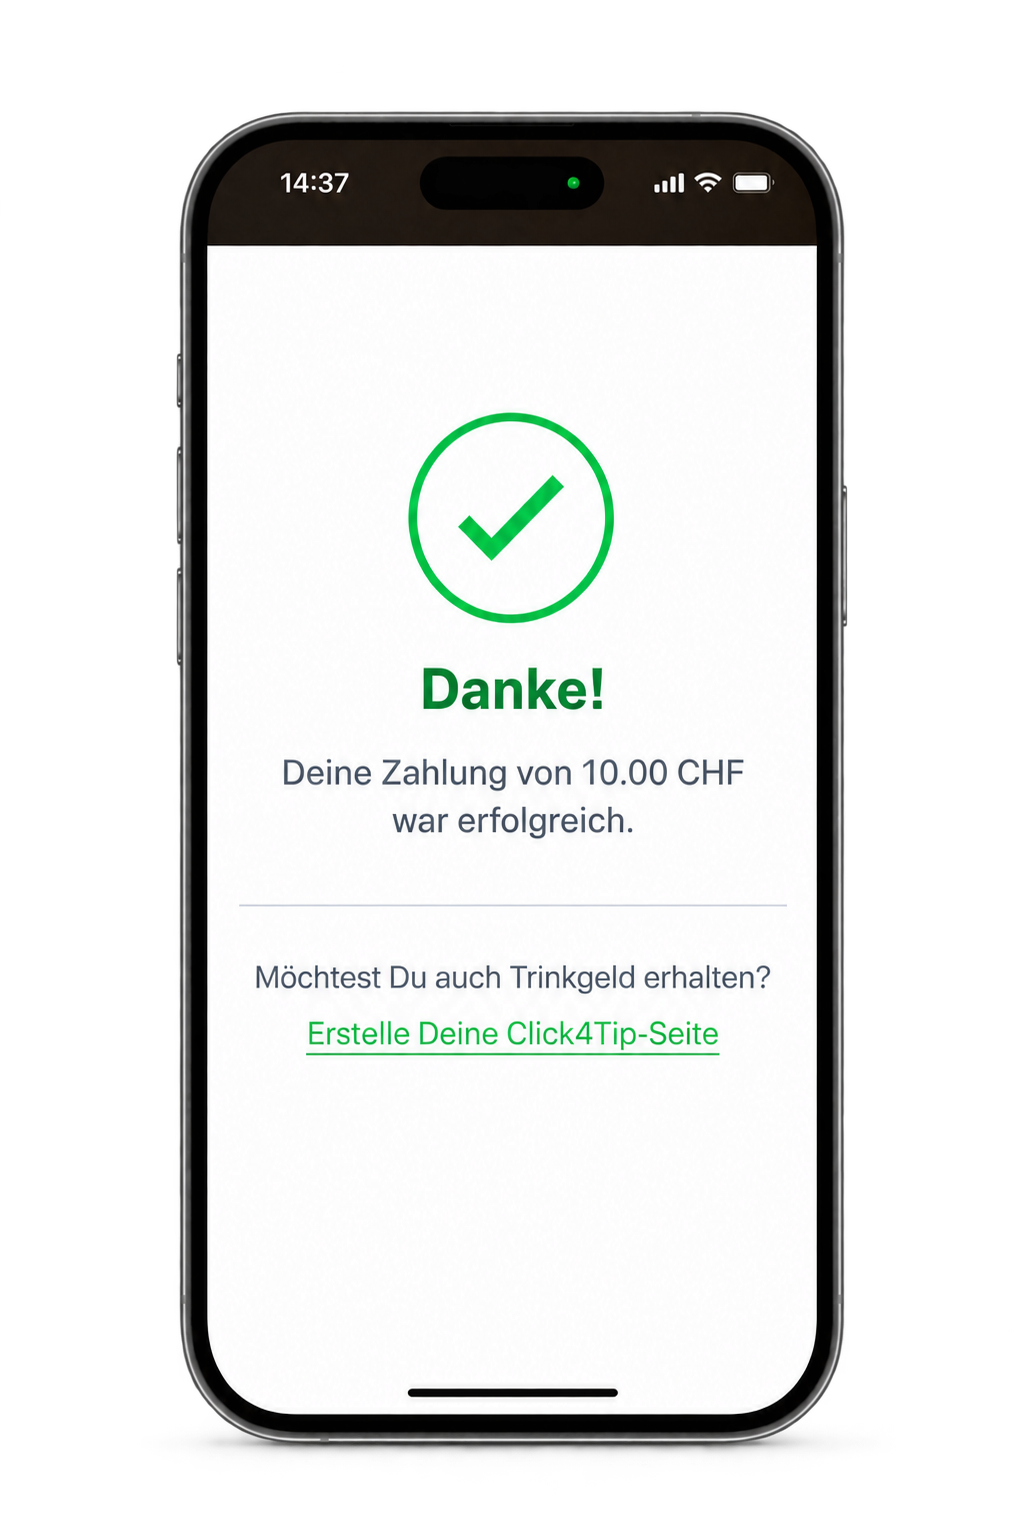 14:37
Danke!
Deine Zahlung von 10.00 CHF
war erfolgreich.
Möchtest Du auch Trinkgeld erhalten?
Erstelle Deine Click4Tip-Seite